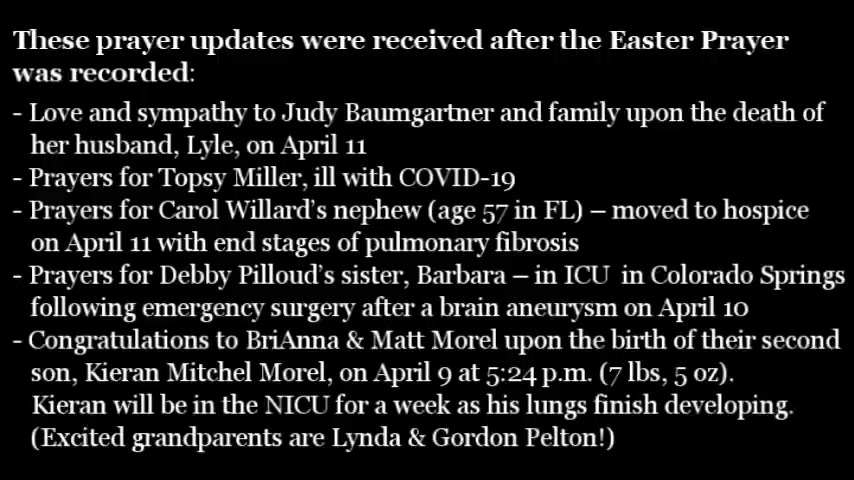 These prayer updates were received after the Easter Prayer
was recorded:
- Love and sympathy to Judy Baumgartner and family upon the death of
her husband, Lyle, on April 11
- Prayers for Topsy Miller, ill with COVID-19
- Prayers for Carol Willard's nephew (age 57 in FL) – moved to hospice
on April 11 with end stages of pulmonary fibrosis
- Prayers for Debby Pilloud's sister, Barbara – in ICU in Colorado Springs
following emergency surgery after a brain aneurysm on April 10
- Congratulations to BriAnna & Matt Morel upon the birth of their second
son, Kieran Mitchel Morel, on April 9 at 5:24 p.m. (7 lbs, 5 oz).
Kieran will be in the NICU for a week as his lungs finish developing.
(Excited grandparents are Lynda & Gordon Pelton!)